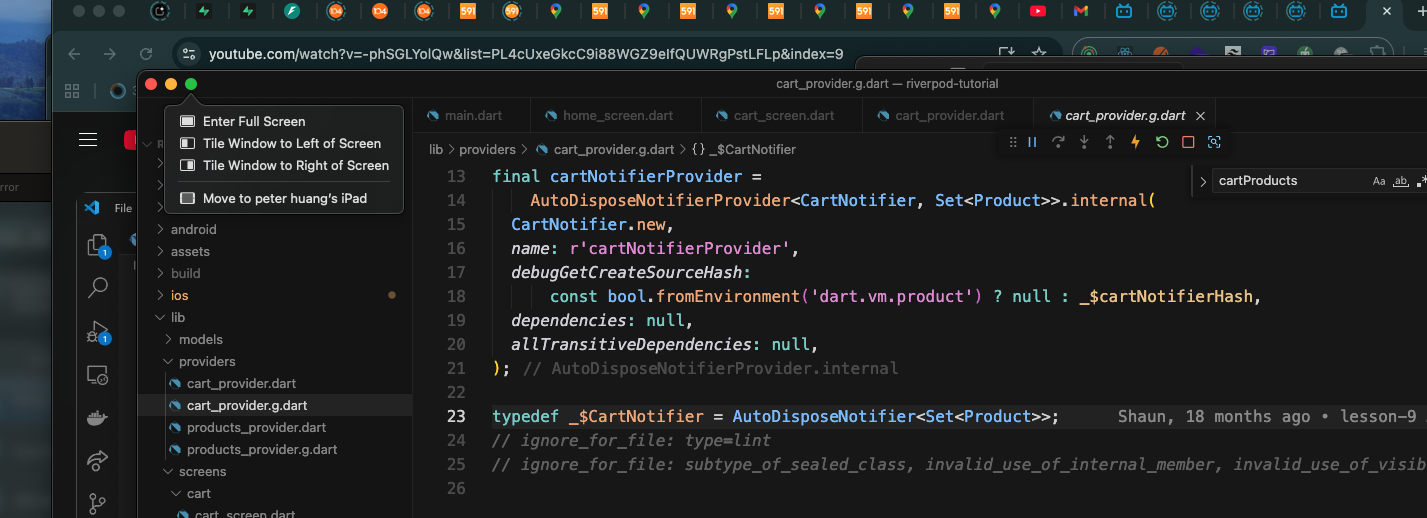 591 591 591 591 591 591 591 591 591
youtube.com/watch?v=-phSGLYolQw&list=PL4cUxeGkcC9i88WGZ9eIfQUWRgPstLFLp&index=9
cart_provider.g.dart — riverpod-tutorial
Enter Full Screen
Tile Window to Left of Screen
Tile Window to Right of Screen
Move to peter huang's iPad
File
1
1
android
assets
build
ios
lib
models
providers
cart_provider.dart
cart_provider.g.dart
products_provider.dart
products_provider.g.dart
screens
cart
cart_screen.dart
main.dart
home_screen.dart
cart_screen.dart
cart_provider.dart
cart_provider.g.dart
lib > providers > cart_provider.g.dart > {} _$CartNotifier
cartProducts
Aa
ab
13 final cartNotifierProvider =
14 AutoDisposeNotifierProvider<CartNotifier, Set<Product>>.internal(
15 CartNotifier.new,
16 name: r'cartNotifierProvider',
17 debugGetCreateSourceHash:
18 const bool.fromEnvironment('dart.vm.product') ? null : _$cartNotifierHash,
19 dependencies: null,
20 allTransitiveDependencies: null,
21 ); // AutoDisposeNotifierProvider.internal
22
23 typedef _$CartNotifier = AutoDisposeNotifier<Set<Product>>; Shaun, 18 months ago • lesson-9
24 // ignore_for_file: type=lint
25 // ignore_for_file: subtype_of_sealed_class, invalid_use_of_internal_member, invalid_use_of_visib
26